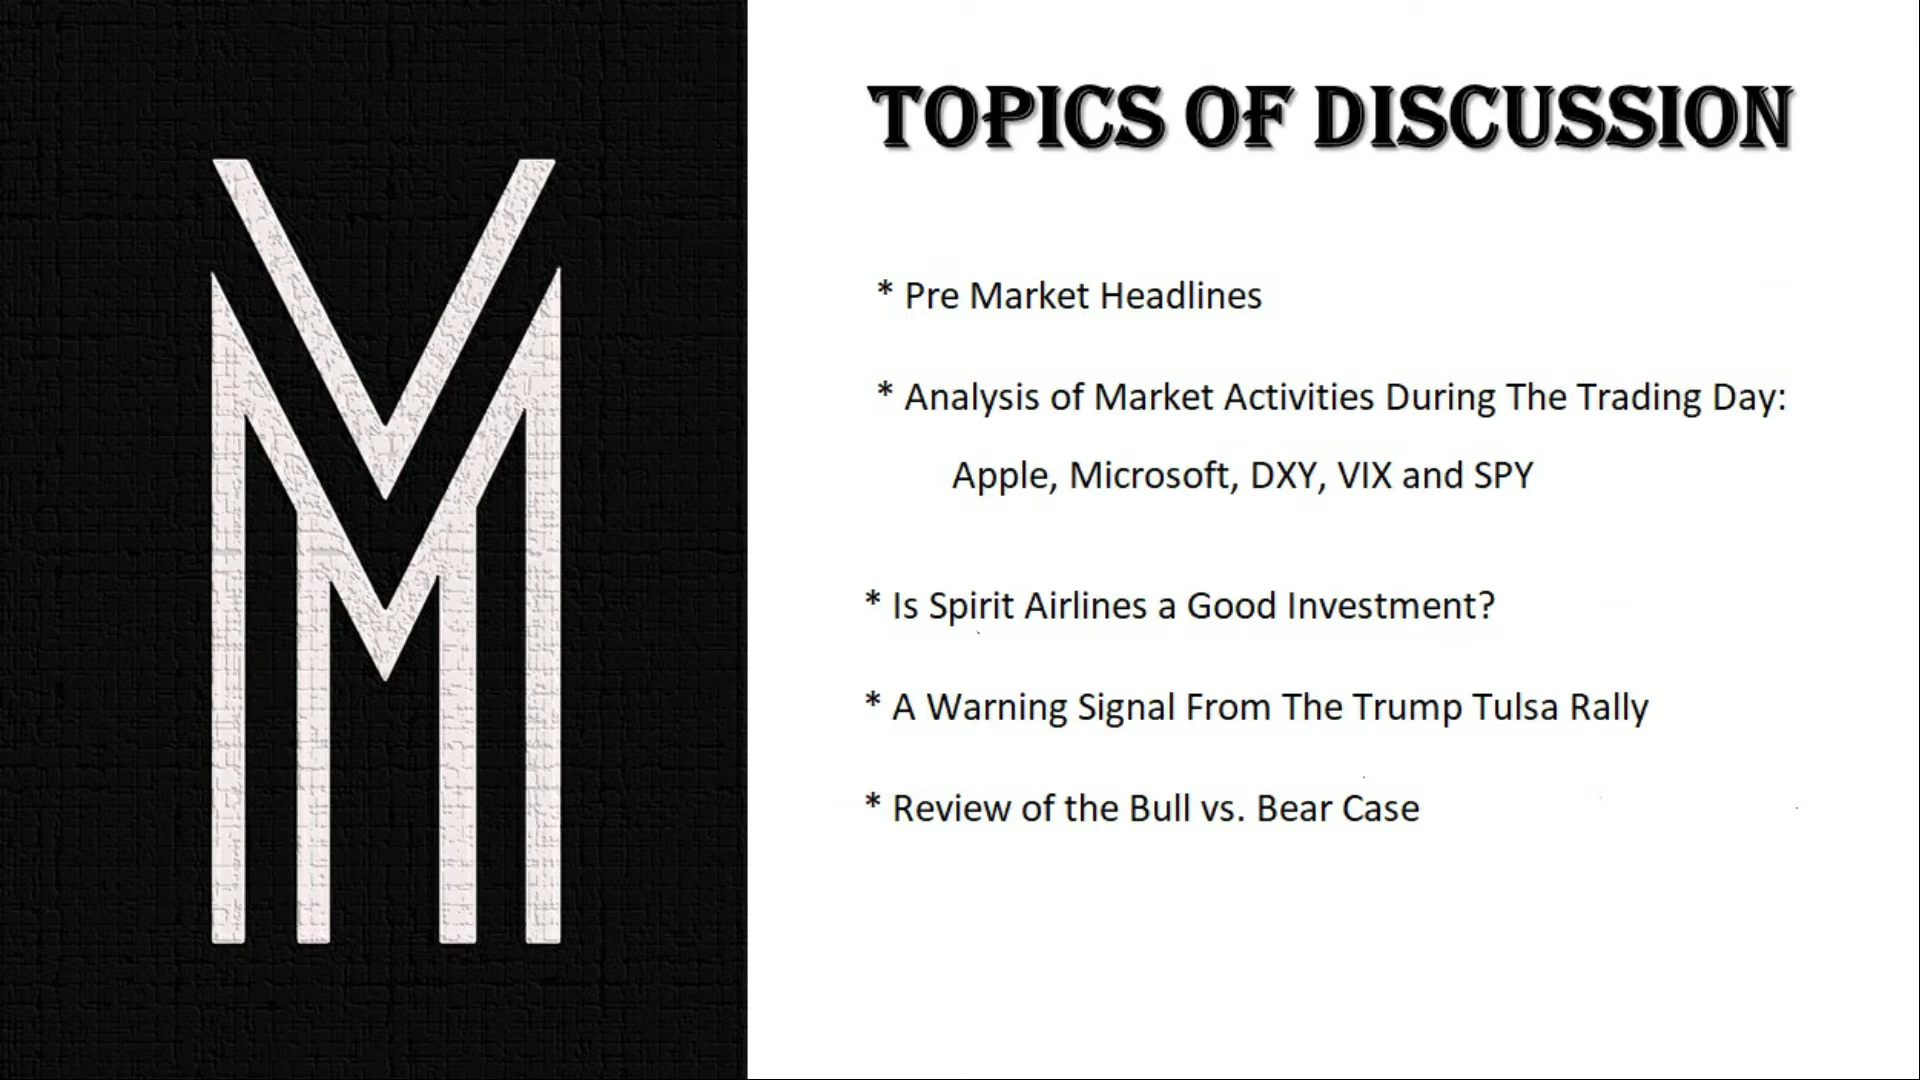 TOPICS OF DISCUSSION
* Pre Market Headlines
* Analysis of Market Activities During The Trading Day:
Apple, Microsoft, DXY, VIX and SPY
* Is Spirit Airlines a Good Investment?
* A Warning Signal From The Trump Tulsa Rally
* Review of the Bull vs. Bear Case